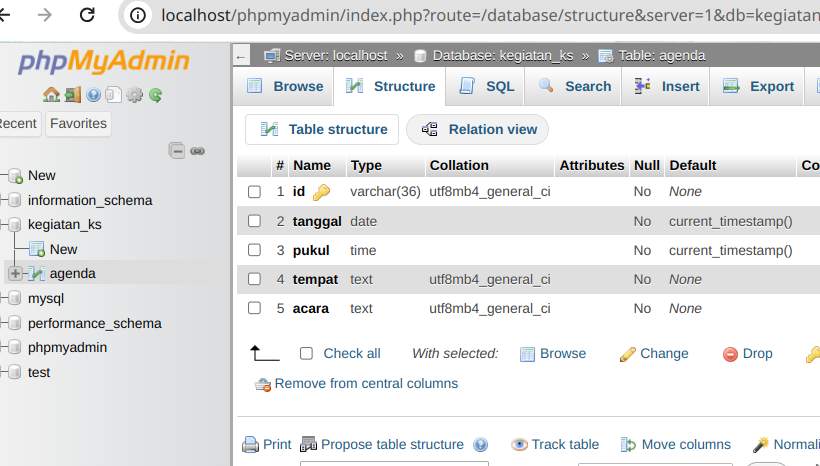 localhost/phpmyadmin/index.php?route=/database/structure&server=1&db=kegiatan
phpMyAdmin
Recent Favorites
New
information_schema
kegiatan_ks
New
agenda
mysql
performance_schema
phpmyadmin
test
Server: localhost » Database: kegiatan_ks » Table: agenda
Browse Structure SQL Search Insert Export
Table structure Relation view
# Name Type Collation Attributes Null Default Co
1 id varchar(36) utf8mb4_general_ci No None
2 tanggal date No current_timestamp()
3 pukul time No current_timestamp()
4 tempat text utf8mb4_general_ci No None
5 acara text utf8mb4_general_ci No None
Check all With selected: Browse Change Drop
Remove from central columns
Print Propose table structure Track table Move columns Normali